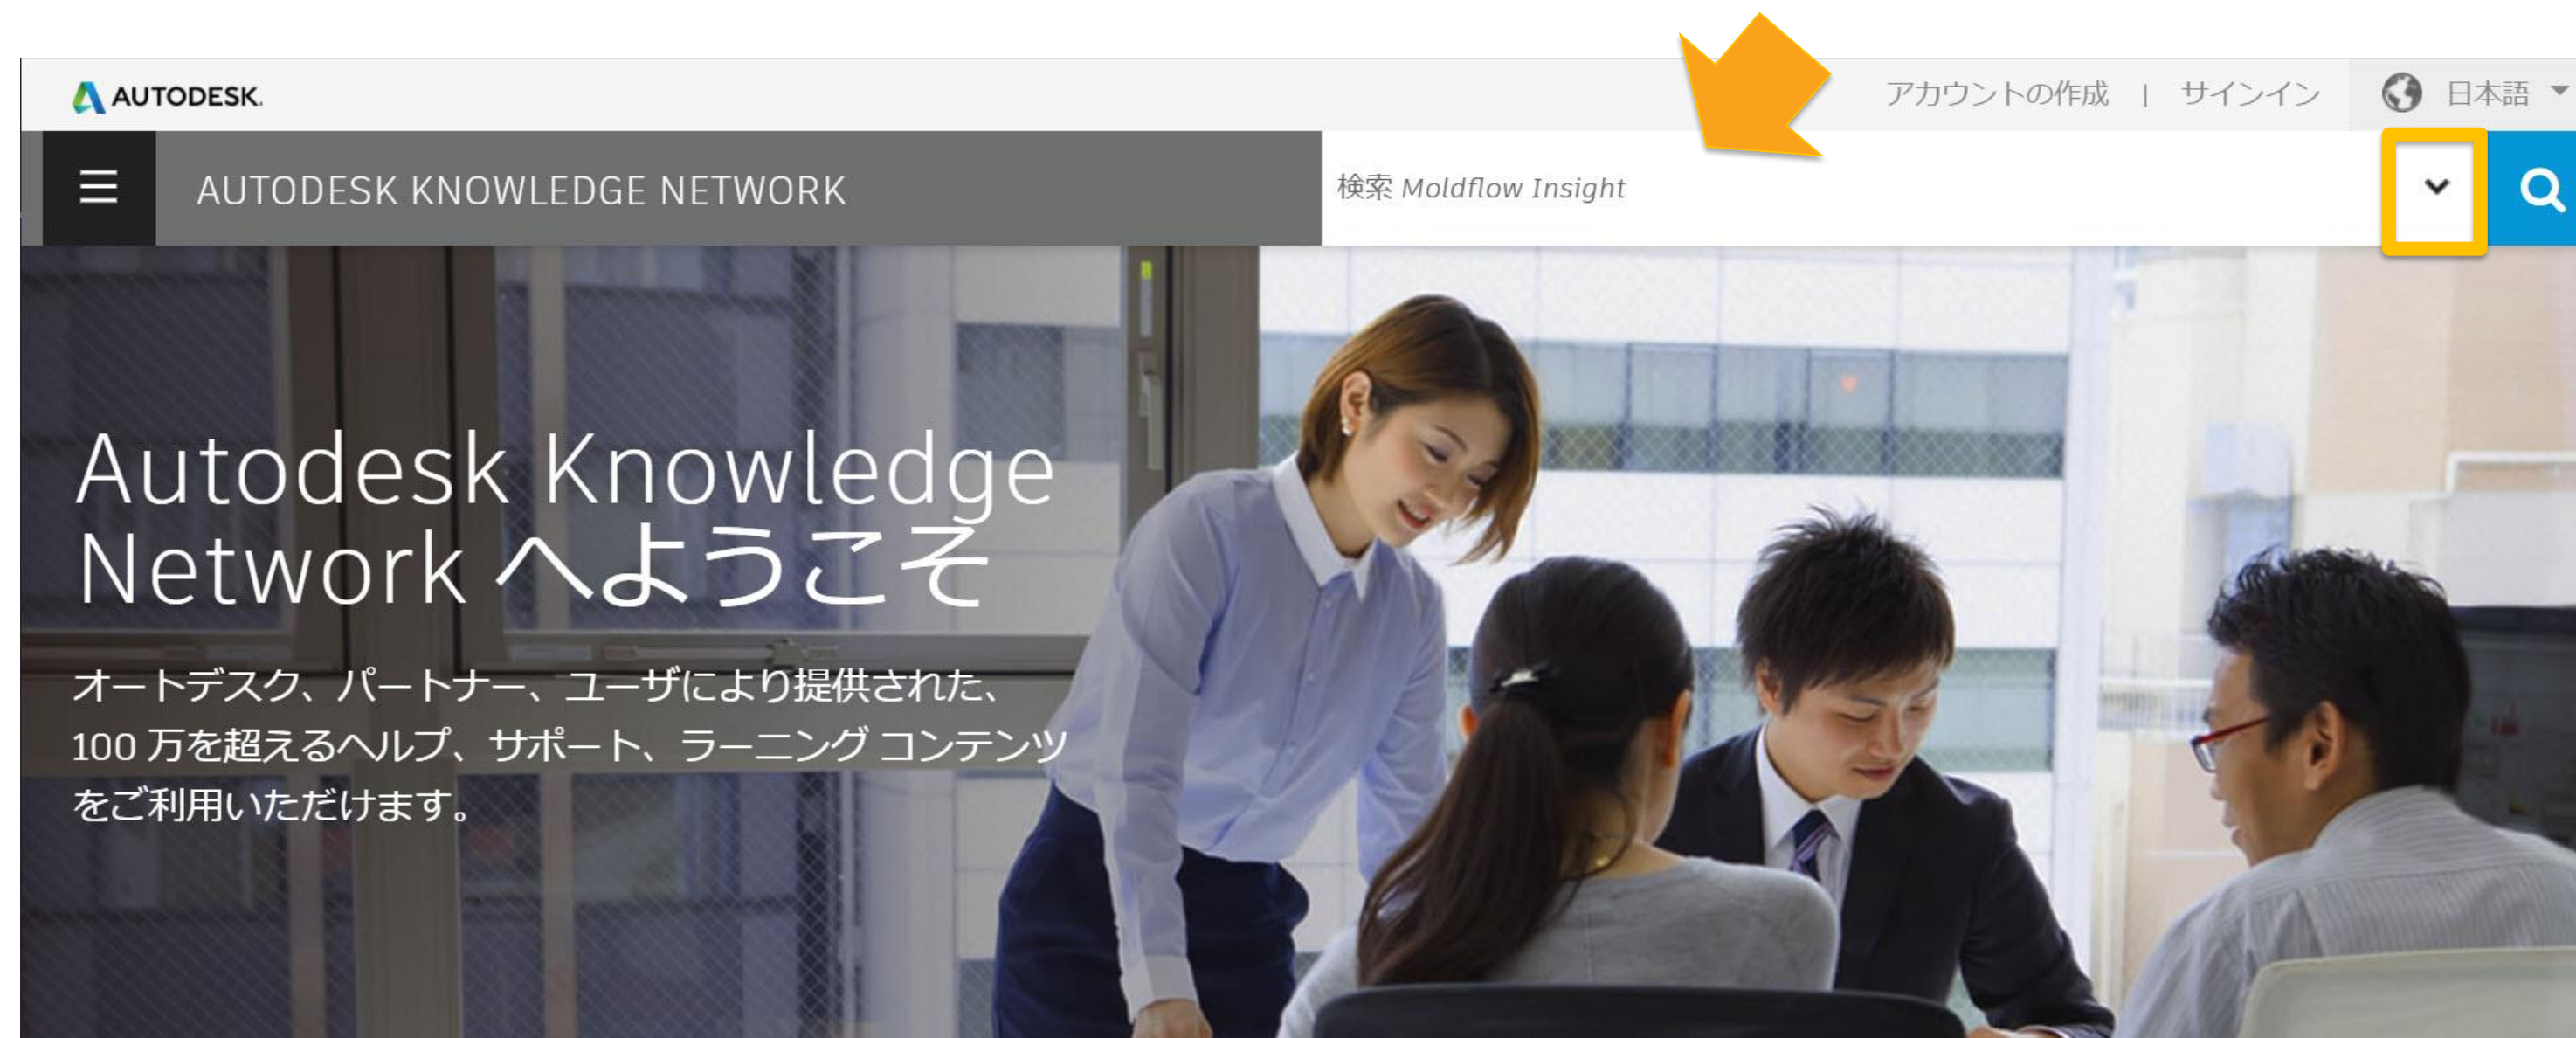 AUTODESK.
アカウントの作成 | サインイン 日本語
AUTODESK KNOWLEDGE NETWORK
検索 Moldflow Insight
Autodesk Knowledge
Network へようこそ
オートデスク、パートナー、ユーザにより提供された、
100 万を超えるヘルプ、サポート、ラーニング コンテンツ
をご利用いただけます。